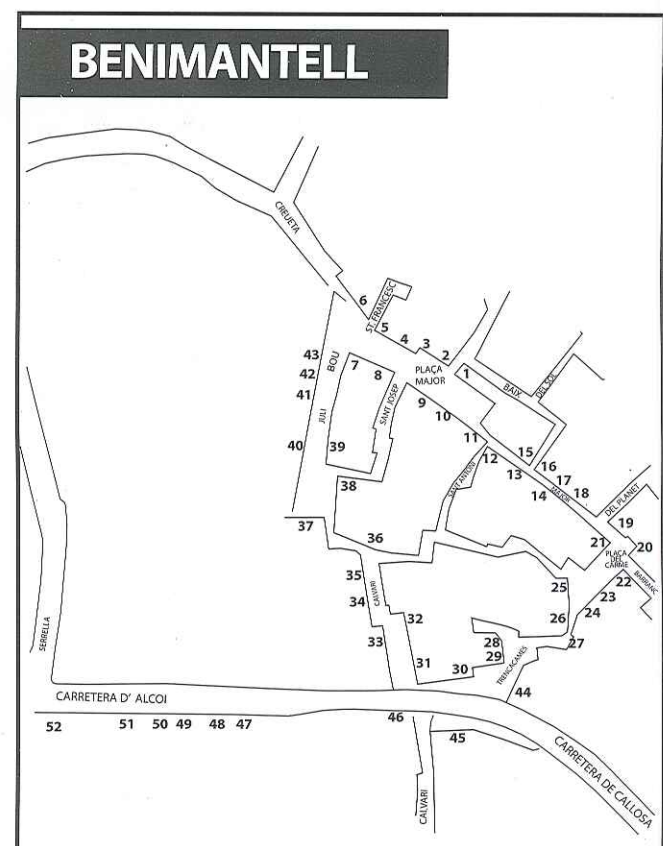 BENIMANTELL
CREUETA
6
ST. FRANCESC
5
4
3
2
PLAÇA
MAJOR
1
BAIX
DEL SOL
43
42
41
40
BOU
JULI
7
8
SANT JOSEP
9
10
11
39
38
37
36
12
13
14
SANT ANTONI
MAJOR
15
16
17
18
DEL PLANET
19
20
21
PLAÇA
DEL
CARME
BARRANC
22
23
24
25
26
27
35
34
33
CALVARI
32
31
30
28
29
TRENCACAMES
44
SERRELLA
CARRETERA D' ALCOI
52
51
50
49
48
47
46
45
CALVARI
CARRETERA DE CALLOSA